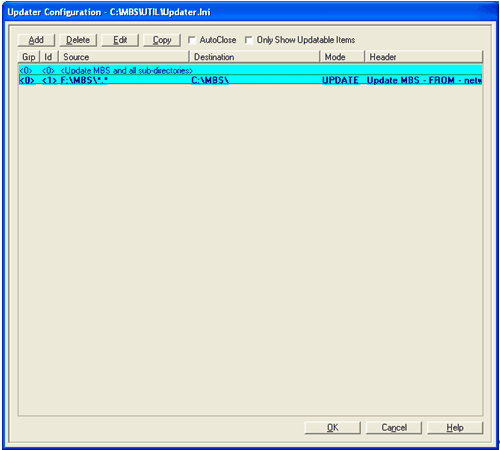 Updater Configuration - C:\MBS\UTIL\Updater.Ini
Add Delete Edit Copy AutoClose Only Show Updatable Items
Grp Id Source Destination Mode Header
<0> <0> <Update MBS and all sub-directories>
<0> <1> F:\MBS\*.* C:\MBS\ UPDATE Update MBS - FROM - netw
OK Cancel Help